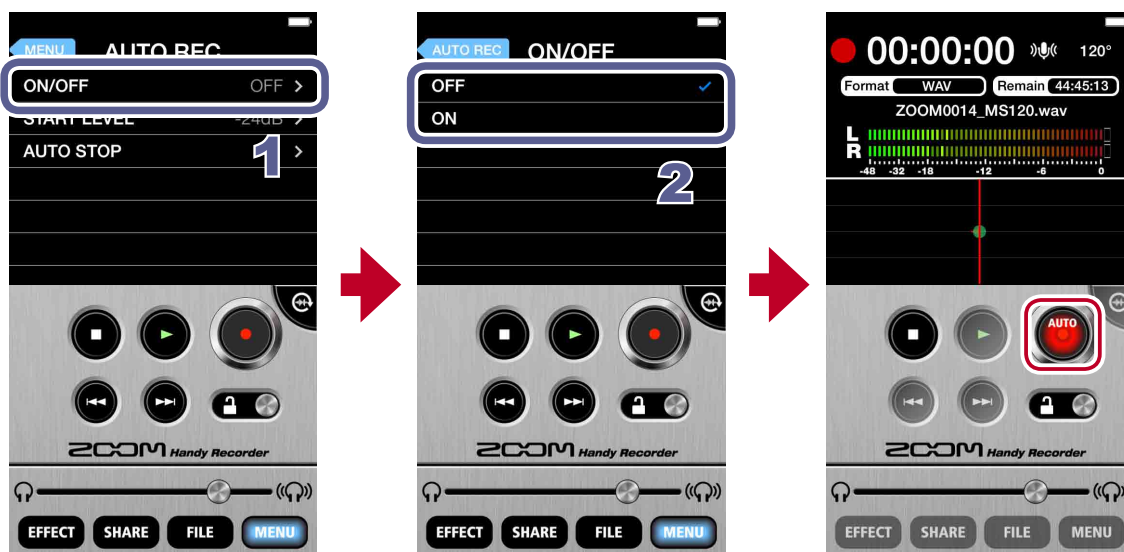 MENU AUTO REC
ON/OFF OFF
START LEVEL -24dB
AUTO STOP
1
ZOOM Handy Recorder
EFFECT SHARE FILE MENU
AUTO REC ON/OFF
OFF
ON
2
ZOOM Handy Recorder
EFFECT SHARE FILE MENU
00:00:00 120°
Format WAV Remain 44:45:13
ZOOM0014_MS120.wav
L
R
-48 -32 -18 -12 -6 0
AUTO
ZOOM Handy Recorder
EFFECT SHARE FILE MENU